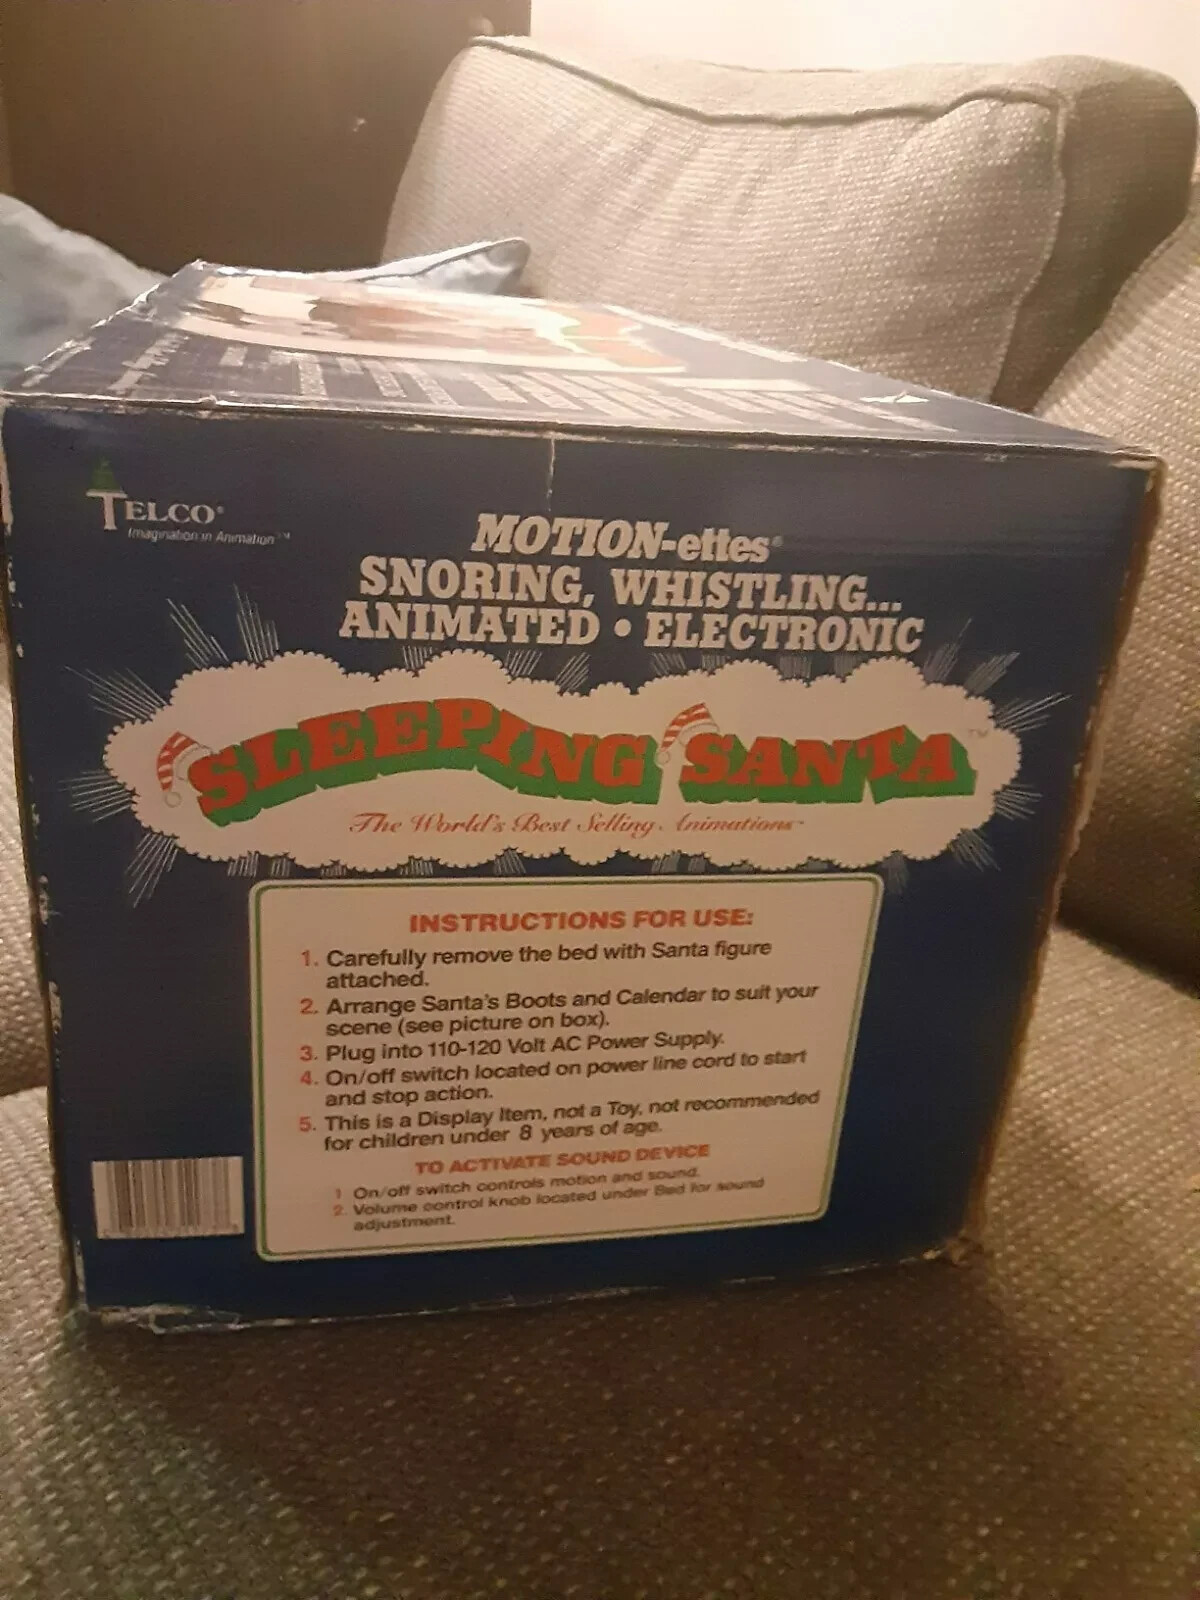 TELCO®
Imagination in Animation™
MOTION-ettes®
SNORING, WHISTLING...
ANIMATED • ELECTRONIC
SLEEPING SANTA™
The World's Best Selling Animations™
INSTRUCTIONS FOR USE:
1. Carefully remove the bed with Santa figure
attached.
2. Arrange Santa's Boots and Calendar to suit your
scene (see picture on box).
3. Plug into 110-120 Volt AC Power Supply.
4. On/off switch located on power line cord to start
and stop action.
5. This is a Display Item, not a Toy, not recommended
for children under 8 years of age.
TO ACTIVATE SOUND DEVICE
1 On/off switch controls motion and sound.
2. Volume control knob located under Bed for sound
adjustment.